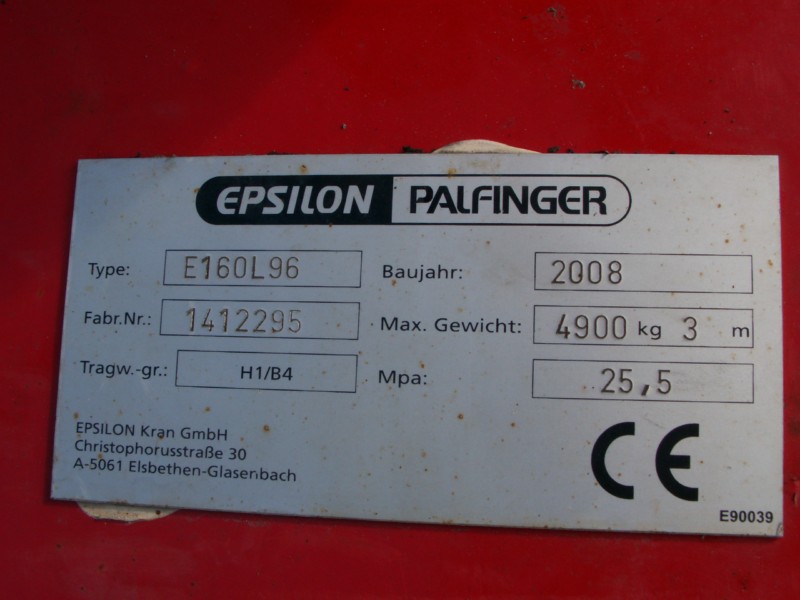 EPSILON PALFINGER
Type: E160L96 Baujahr: 2008
Fabr.Nr.: 1412295 Max. Gewicht: 4900 kg 3 m
Tragw.-gr.: H1/B4 Mpa: 25,5
EPSILON Kran GmbH
Christophorusstraße 30
A-5061 Elsbethen-Glasenbach
CE
E90039